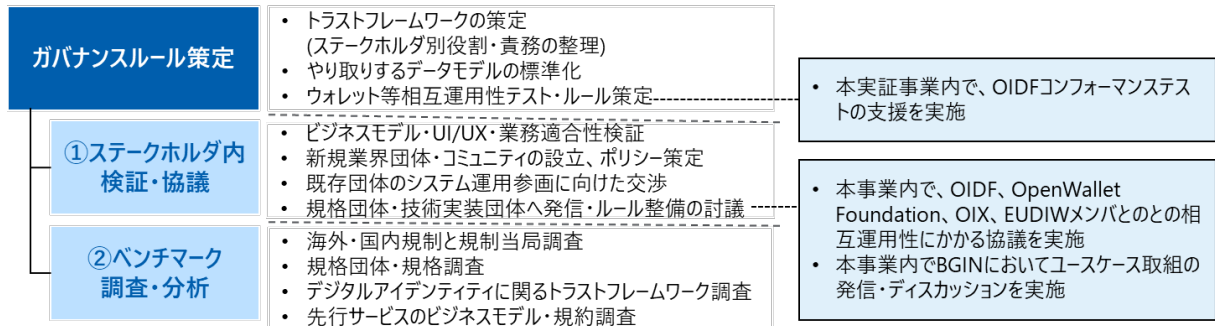 ガバナンスルール策定
• トラストフレームワークの策定
(ステークホルダ別役割・責務の整理)
• やり取りするデータモデルの標準化
• ウォレット等相互運用性テスト・ルール策定
• 本実証事業内で、OIDFコンフォーマンステス
トの支援を実施
①ステークホルダ内
検証・協議
• ビジネスモデル・UI/UX・業務適合性検証
• 新規業界団体・コミュニティの設立、ポリシー策定
• 既存団体のシステム運用参画に向けた交渉
• 規格団体・技術実装団体へ発信・ルール整備の討議
• 本事業内で、OIDF、OpenWallet
Foundation、OIX、EUDIWメンバとのとの相
互運用性にかかる協議を実施
• 本事業内でBGINにおいてユースケース取組の
発信・ディスカッションを実施
②ベンチマーク
調査・分析
• 海外・国内規制と規制当局調査
• 規格団体・規格調査
• デジタルアイデンティティに関るトラストフレームワーク調査
• 先行サービスのビジネスモデル・規約調査